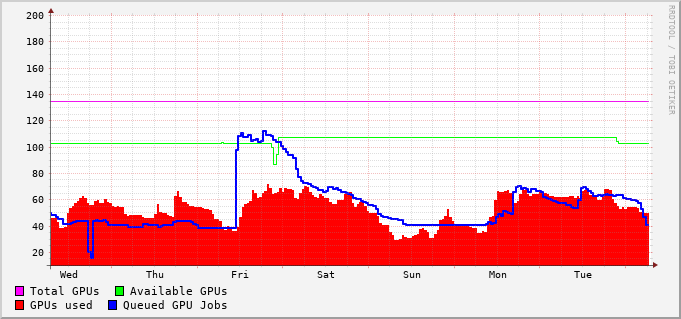 RRDTOOL / TOBI OETIKER
200
180
160
140
120
100
80
60
40
20
Wed Thu Fri Sat Sun Mon Tue
Total GPUs Available GPUs
GPUs used Queued GPU Jobs